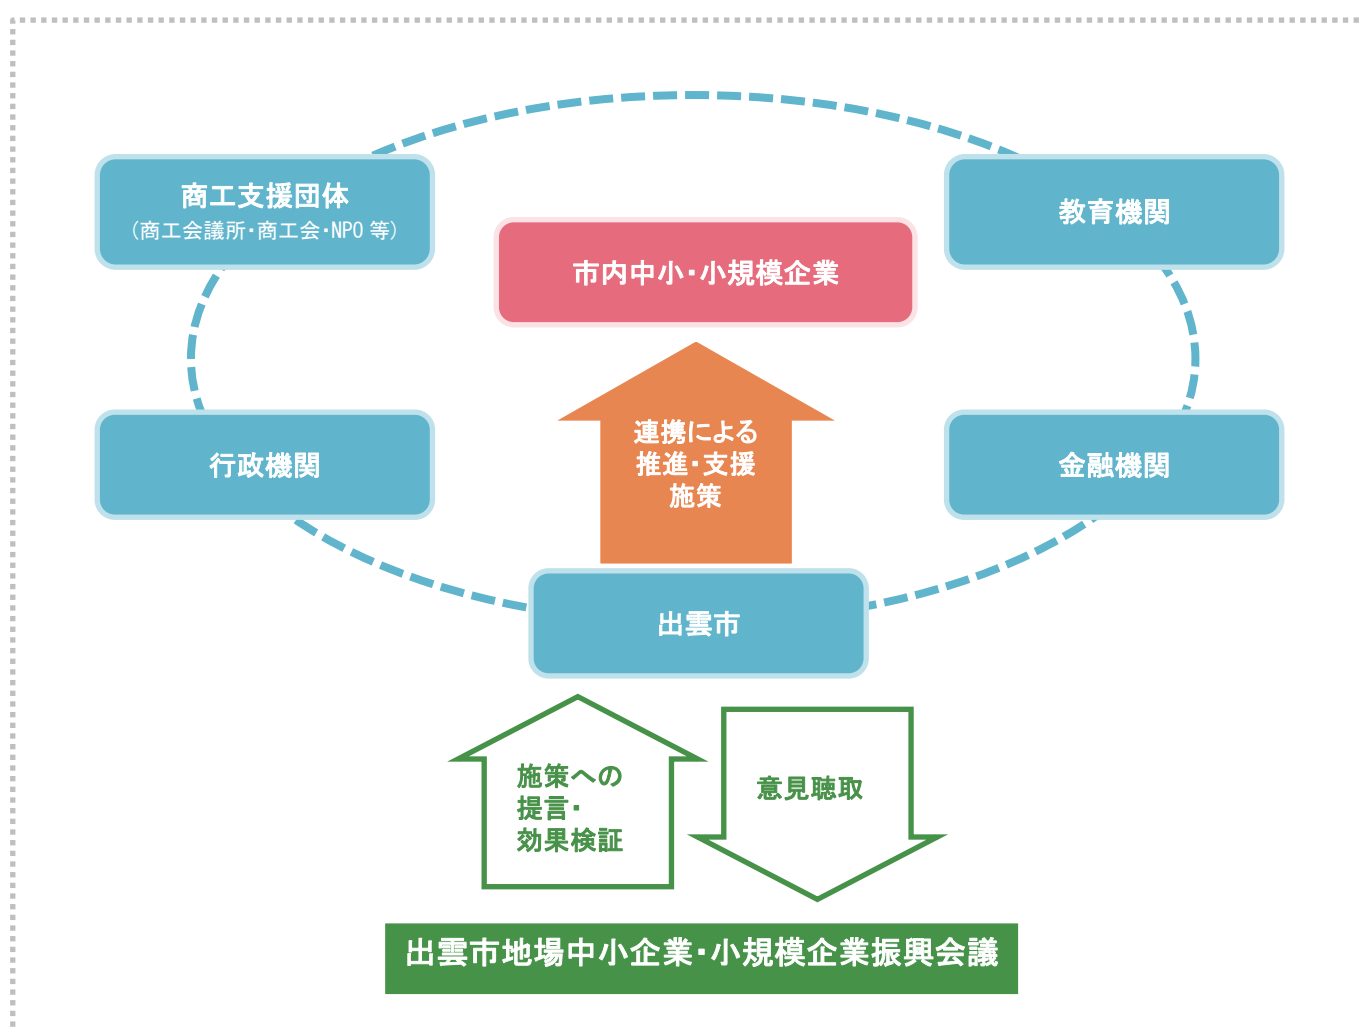 商工支援団体
（商工会議所・商工会・NPO 等）
教育機関
市内中小・小規模企業
連携による
推進・支援
施策
行政機関
金融機関
出雲市
施策への
提言・
効果検証
意見聴取
出雲市地場中小企業・小規模企業振興会議